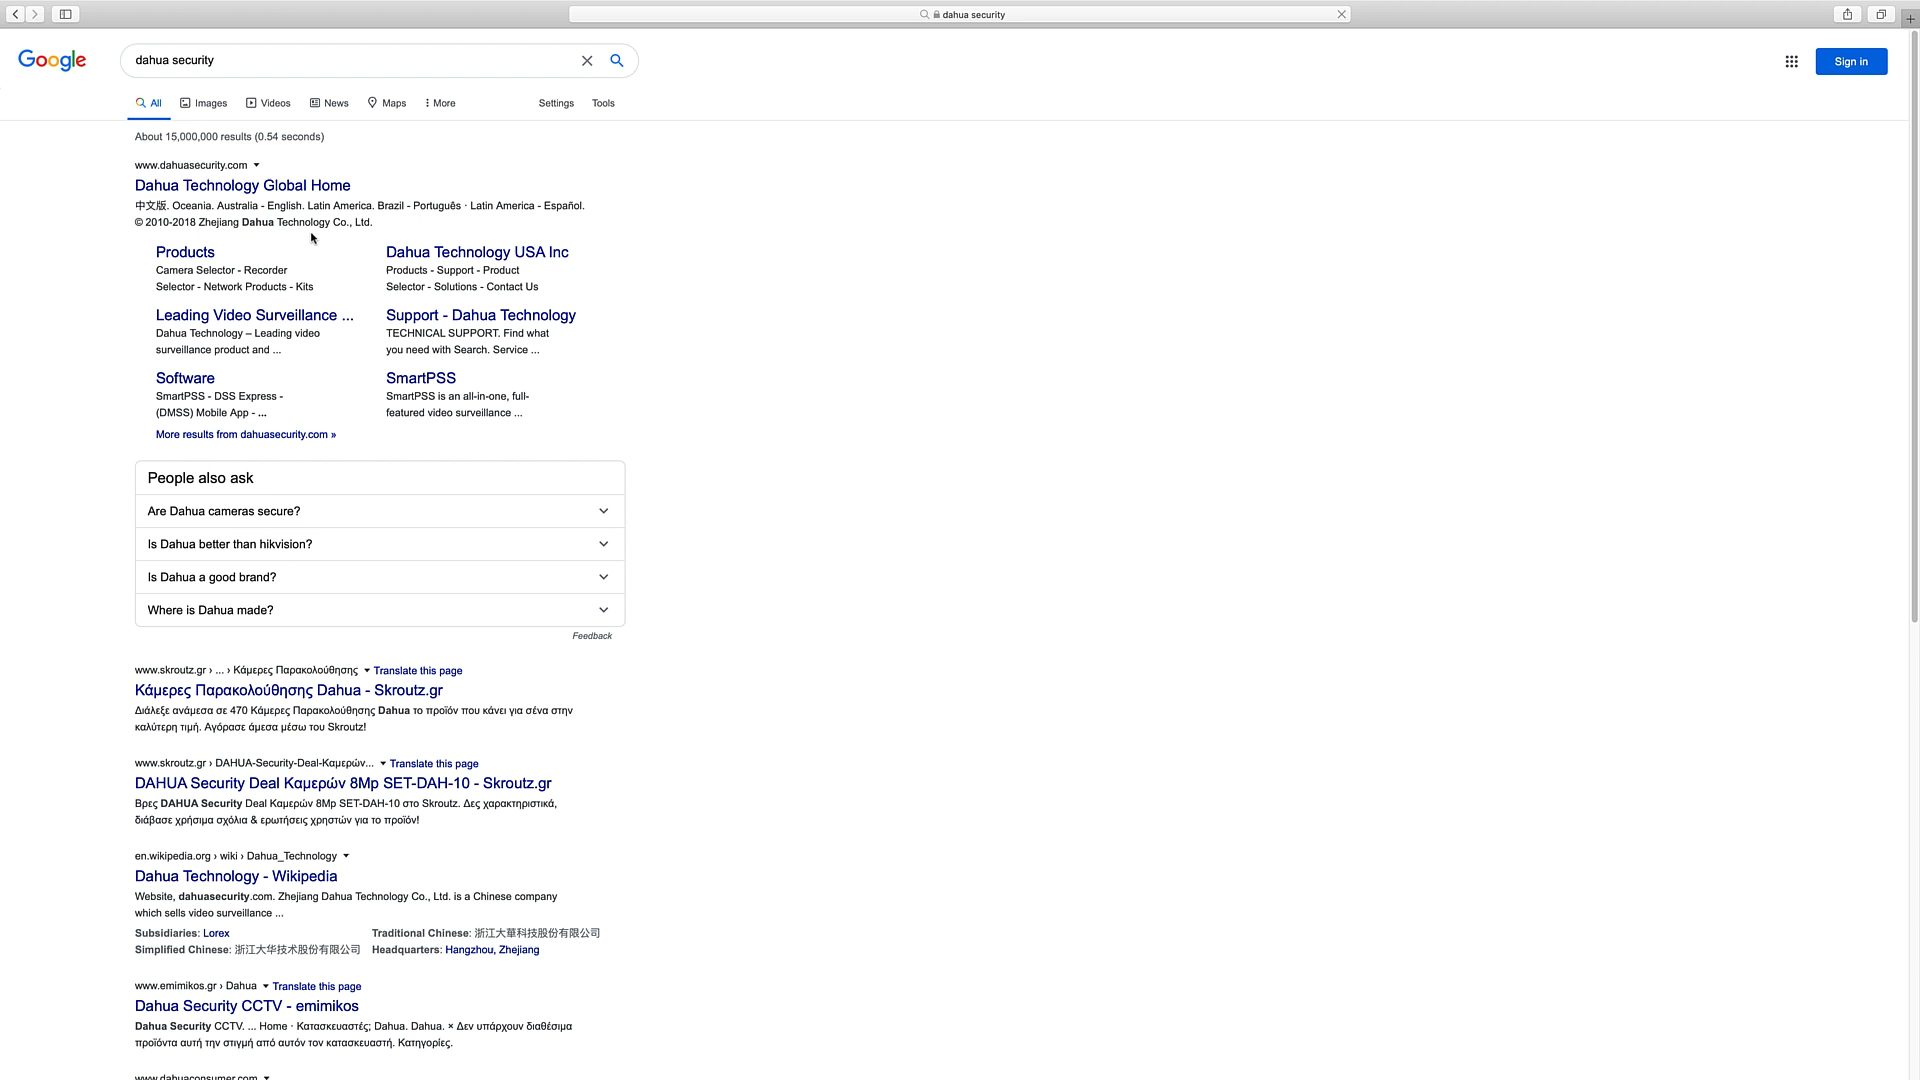 dahua security
Google
dahua security
Sign in
All
Images
Videos
News
Maps
More
Settings
Tools
About 15,000,000 results (0.54 seconds)
www.dahuasecurity.com
Dahua Technology Global Home
中文版. Oceania. Australia - English. Latin America. Brazil - Português · Latin America - Español.
© 2010-2018 Zhejiang Dahua Technology Co., Ltd.
Products
Camera Selector - Recorder
Selector - Network Products - Kits
Dahua Technology USA Inc
Products - Support - Product
Selector - Solutions - Contact Us
Leading Video Surveillance ...
Dahua Technology – Leading video
surveillance product and ...
Support - Dahua Technology
TECHNICAL SUPPORT. Find what
you need with Search. Service ...
Software
SmartPSS - DSS Express -
(DMSS) Mobile App - ...
SmartPSS
SmartPSS is an all-in-one, full-
featured video surveillance ...
More results from dahuasecurity.com »
People also ask
Are Dahua cameras secure?
Is Dahua better than hikvision?
Is Dahua a good brand?
Where is Dahua made?
Feedback
www.skroutz.gr › ... › Κάμερες Παρακολούθησης Translate this page
Κάμερες Παρακολούθησης Dahua - Skroutz.gr
Διάλεξε ανάμεσα σε 470 Κάμερες Παρακολούθησης Dahua το προϊόν που κάνει για σένα στην
καλύτερη τιμή. Αγόρασε άμεσα μέσω του Skroutz!
www.skroutz.gr › DAHUA-Security-Deal-Καμερών... Translate this page
DAHUA Security Deal Καμερών 8Mp SET-DAH-10 - Skroutz.gr
Βρες DAHUA Security Deal Καμερών 8Mp SET-DAH-10 στο Skroutz. Δες χαρακτηριστικά,
διάβασε χρήσιμα σχόλια & ερωτήσεις χρηστών για το προϊόν!
en.wikipedia.org › wiki › Dahua_Technology
Dahua Technology - Wikipedia
Website, dahuasecurity.com. Zhejiang Dahua Technology Co., Ltd. is a Chinese company
which sells video surveillance ...
Subsidiaries: Lorex
Traditional Chinese: 浙江大華科技股份有限公司
Simplified Chinese: 浙江大华技术股份有限公司
Headquarters: Hangzhou, Zhejiang
www.emimikos.gr › Dahua Translate this page
Dahua Security CCTV - emimikos
Dahua Security CCTV. ... Home · Κατασκευαστές; Dahua. Dahua. × Δεν υπάρχουν διαθέσιμα
προϊόντα αυτή την στιγμή από αυτόν τον κατασκευαστή. Κατηγορίες.
www.dahuaconsumer.com